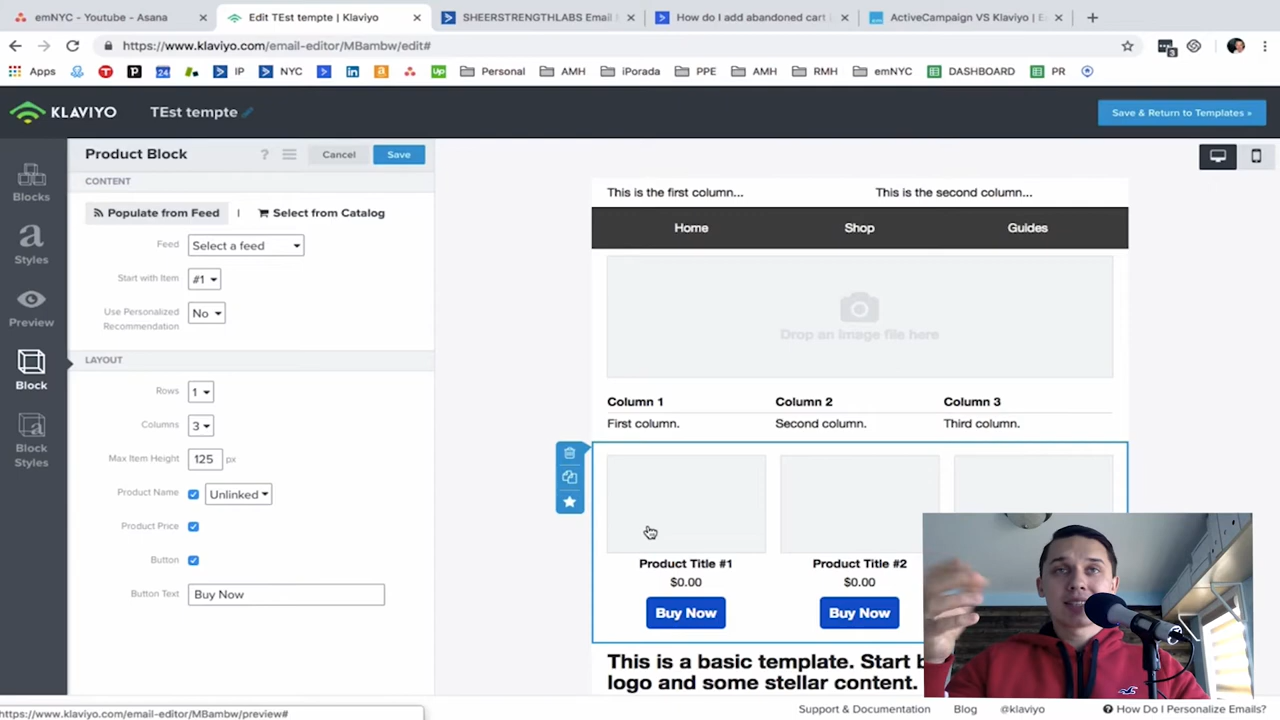 emNYC - Youtube - Asana
Edit TEst tempte | Klaviyo
SHEERSTRENGTHLABS Email
How do I add abandoned cart
ActiveCampaign VS Klaviyo | E
https://www.klaviyo.com/email-editor/MBambw/edit#
Apps
IP
NYC
Personal
AMH
iPorada
PPE
AMH
RMH
emNYC
DASHBOARD
PR
KLAVIYO
TEst tempte
Save & Return to Templates »
Blocks
Styles
Preview
Block
Block
Styles
Product Block
?
Cancel
Save
CONTENT
Populate from Feed | Select from Catalog
Feed Select a feed
Start with Item #1
Use Personalized
Recommendation
No
LAYOUT
Rows 1
Columns 3
Max Item Height 125 px
Product Name Unlinked
Product Price
Button
Button Text Buy Now
This is the first column...
This is the second column...
Home
Shop
Guides
Drop an image file here
Column 1
Column 2
Column 3
First column.
Second column.
Third column.
Product Title #1
Product Title #2
$0.00
$0.00
Buy Now
Buy Now
This is a basic template. Start
logo and some stellar content.
https://www.klaviyo.com/email-editor/MBambw/preview#
Support & Documentation
Blog
@klaviyo
How Do I Personalize Emails?